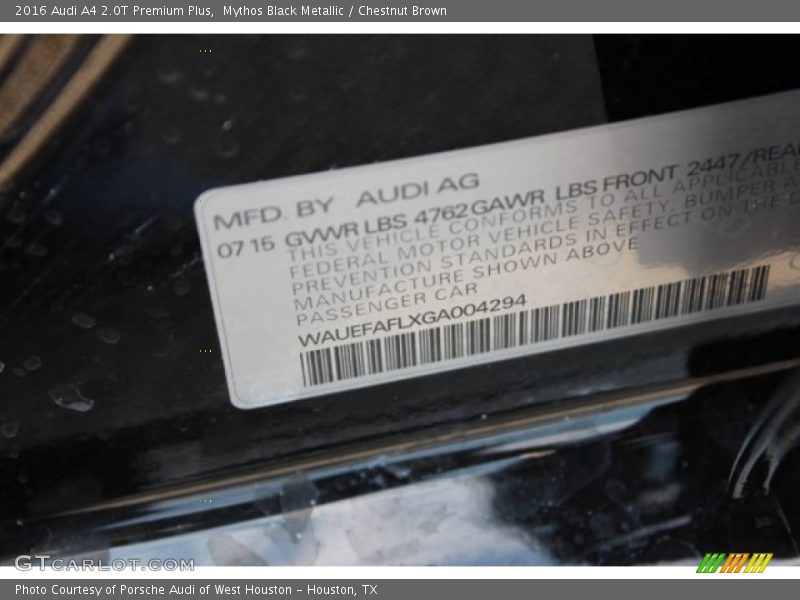 2016 Audi A4 2.0T Premium Plus, Mythos Black Metallic / Chestnut Brown
MFD. BY AUDI AG
07 15 GVWR LBS 4762 GAWR LBS FRONT 2447/REA
THIS VEHICLE CONFORMS TO ALL APPLICABLE
FEDERAL MOTOR VEHICLE SAFETY, BUMPER A
PREVENTION STANDARDS IN EFFECT ON THE D
MANUFACTURE SHOWN ABOVE
PASSENGER CAR
WAUEFAFLXGA004294
GTCARLOT.COM
Photo Courtesy of Porsche Audi of West Houston - Houston, TX